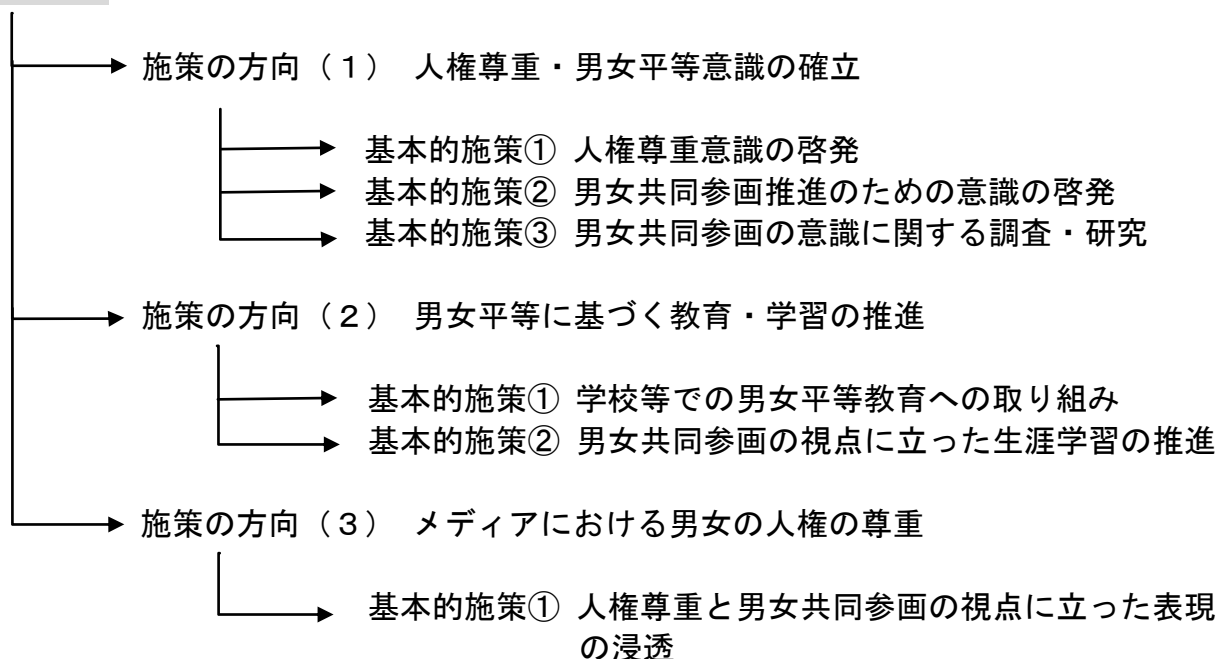 施策の方向(1) 人権尊重・男女平等意識の確立
基本的施策① 人権尊重意識の啓発
基本的施策② 男女共同参画推進のための意識の啓発
基本的施策③ 男女共同参画の意識に関する調査・研究
施策の方向(2) 男女平等に基づく教育・学習の推進
基本的施策① 学校等での男女平等教育への取り組み
基本的施策② 男女共同参画の視点に立った生涯学習の推進
施策の方向(3) メディアにおける男女の人権の尊重
基本的施策① 人権尊重と男女共同参画の視点に立った表現
の浸透